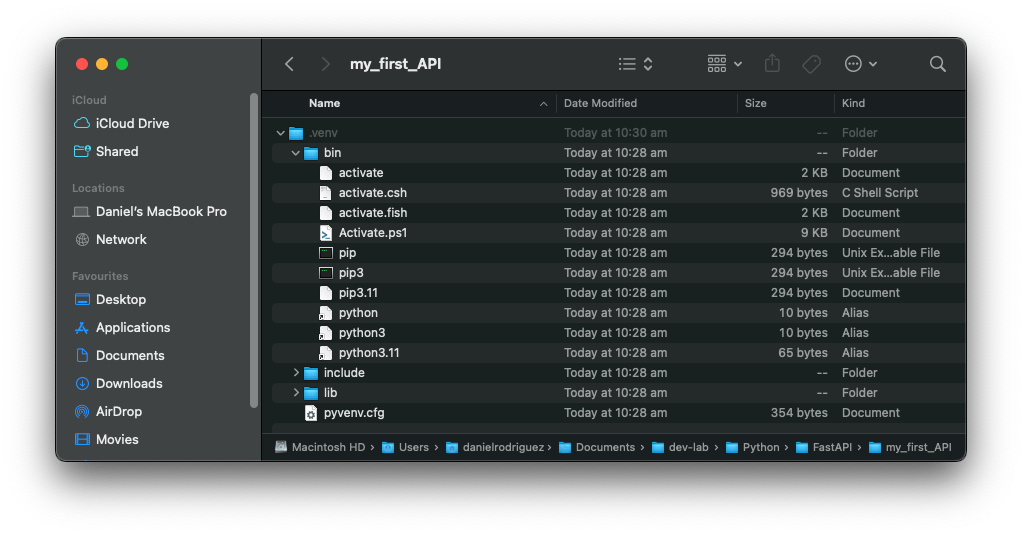 my_first_API
iCloud
iCloud Drive
Shared
Locations
Daniel's MacBook Pro
Network
Favourites
Desktop
Applications
Documents
Downloads
AirDrop
Movies
Name Date Modified Size Kind
.venv Today at 10:30 am -- Folder
bin Today at 10:28 am -- Folder
activate Today at 10:28 am 2 KB Document
activate.csh Today at 10:28 am 969 bytes C Shell Script
activate.fish Today at 10:28 am 2 KB Document
Activate.ps1 Today at 10:28 am 9 KB Document
pip Today at 10:28 am 294 bytes Unix Ex...able File
pip3 Today at 10:28 am 294 bytes Unix Ex...able File
pip3.11 Today at 10:28 am 294 bytes Document
python Today at 10:28 am 10 bytes Alias
python3 Today at 10:28 am 10 bytes Alias
python3.11 Today at 10:28 am 65 bytes Alias
include Today at 10:28 am -- Folder
lib Today at 10:28 am -- Folder
pyvenv.cfg Today at 10:28 am 354 bytes Document
Macintosh HD › Users › danielrodriguez › Documents › dev-lab › Python › FastAPI › my_first_API